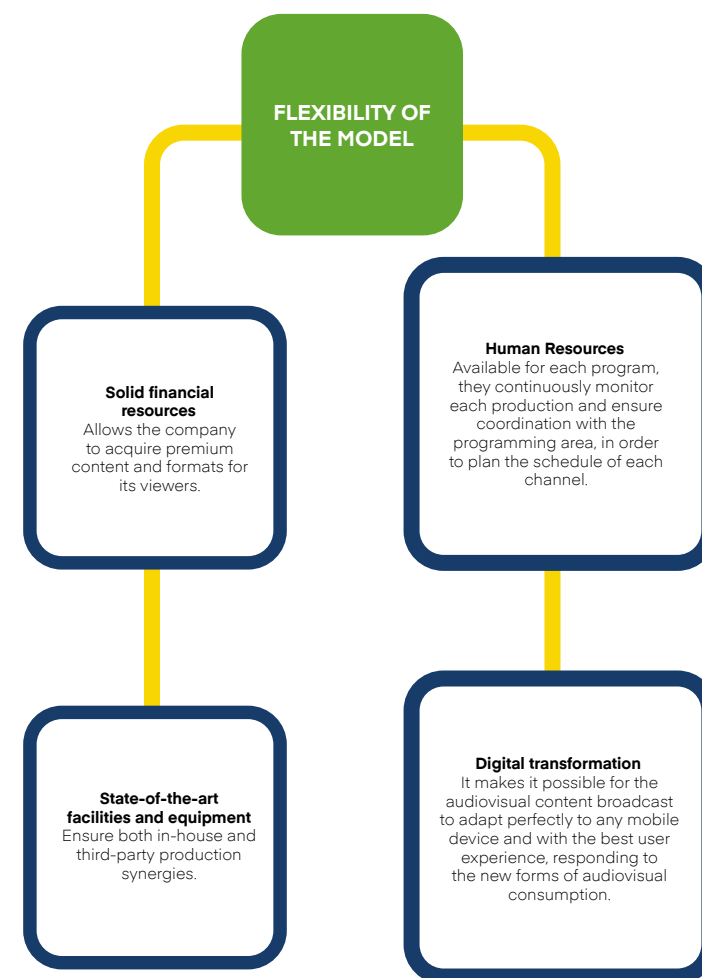 FLEXIBILITY OF
THE MODEL
Solid financial
resources
Allows the company
to acquire premium
content and formats for
its viewers.
Human Resources
Available for each program,
they continuously monitor
each production and ensure
coordination with the
programming area, in order
to plan the schedule of each
channel.
State-of-the-art
facilities and equipment
Ensure both in-house and
third-party production
synergies.
Digital transformation
It makes it possible for the
audiovisual content broadcast
to adapt perfectly to any mobile
device and with the best user
experience, responding to
the new forms of audiovisual
consumption.